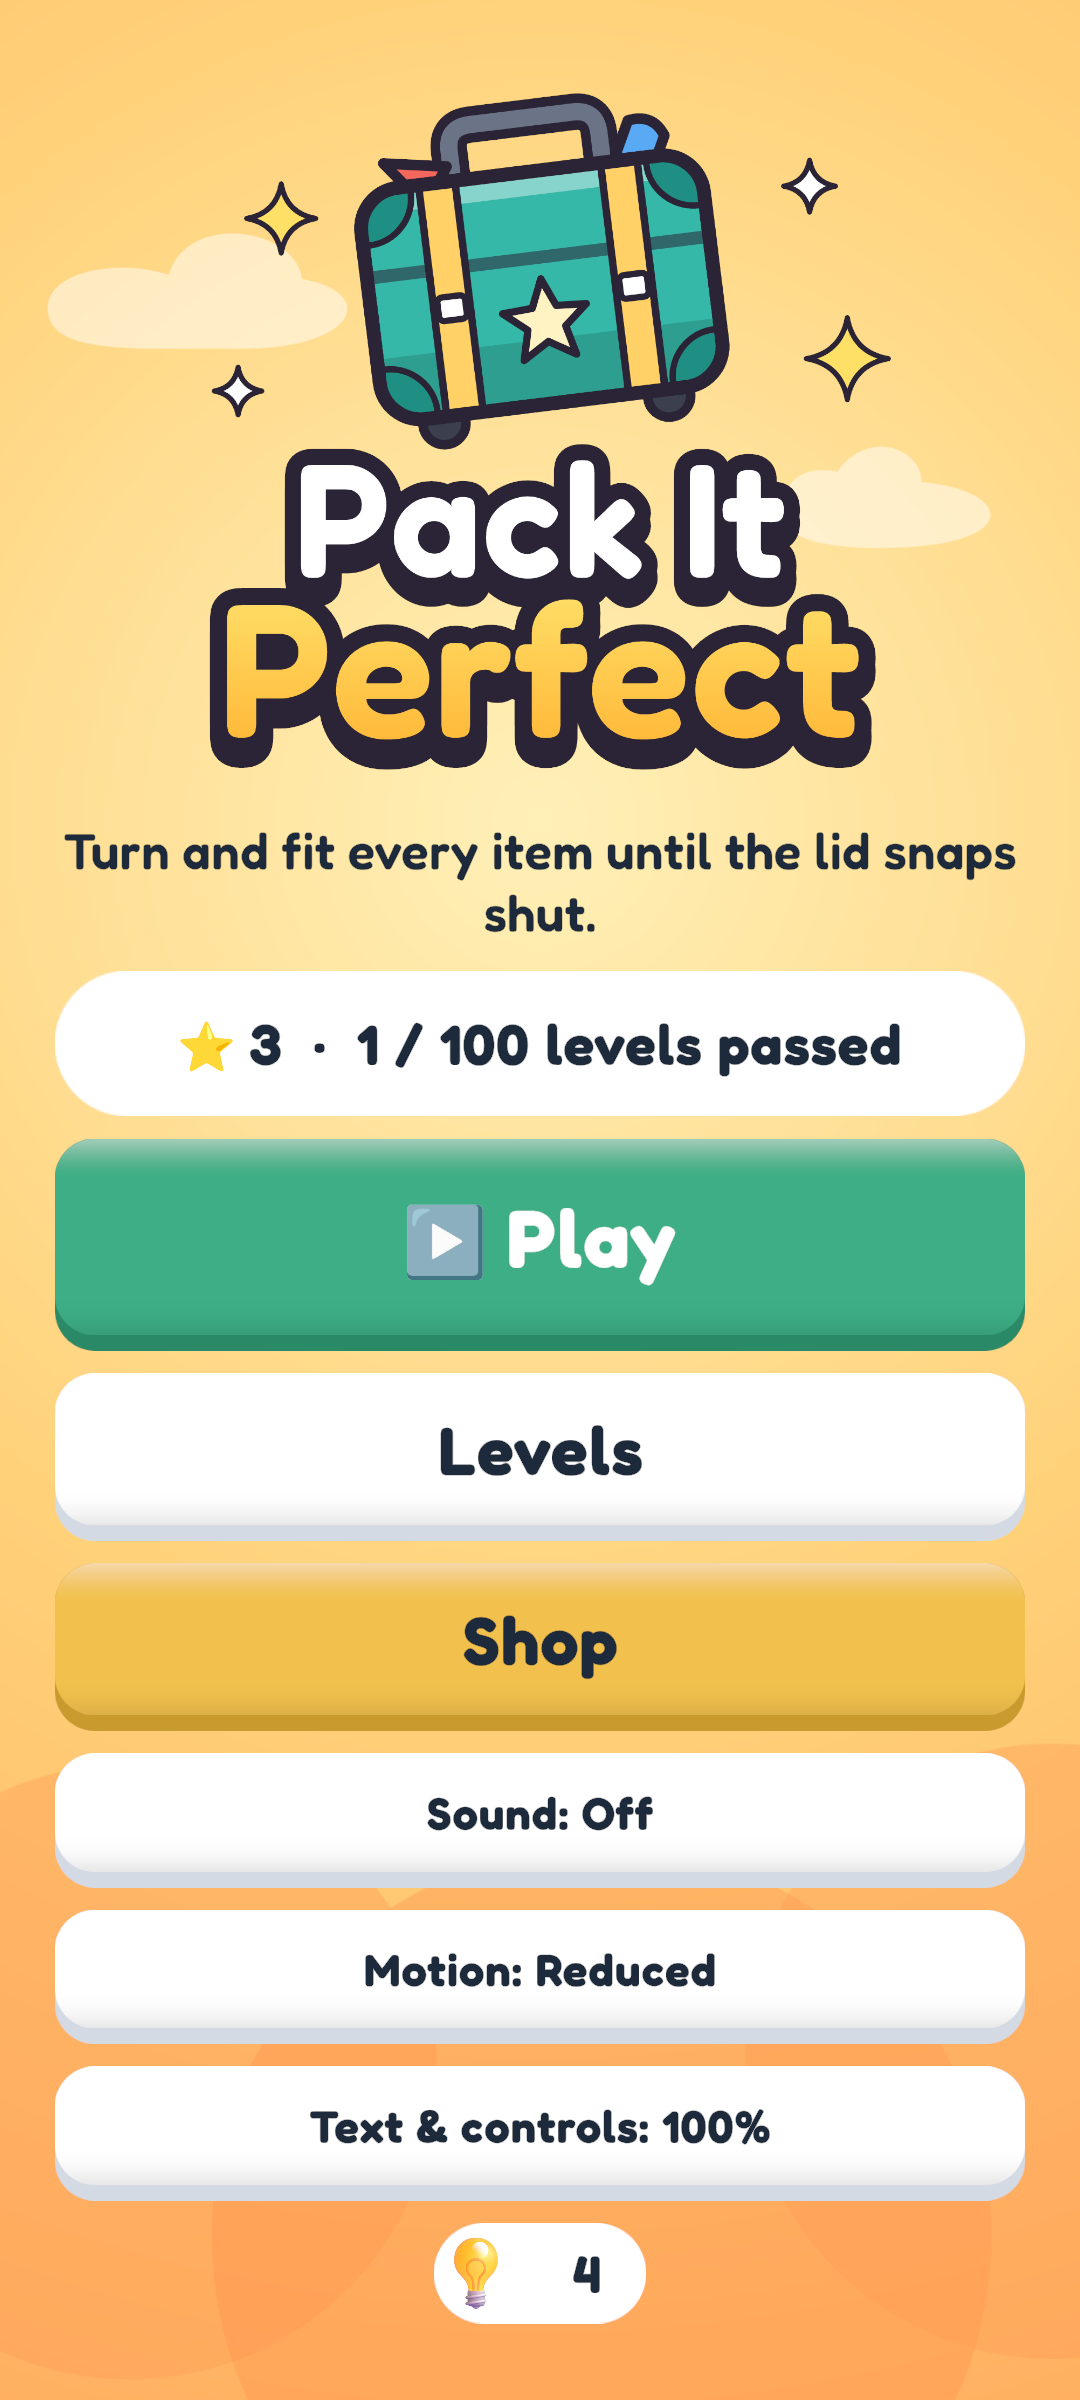 Pack It
Perfect
Turn and fit every item until the lid snaps
shut.
⭐ 3 · 1 / 100 levels passed
▶️ Play
Levels
Shop
Sound: Off
Motion: Reduced
Text & controls: 100%
💡 4